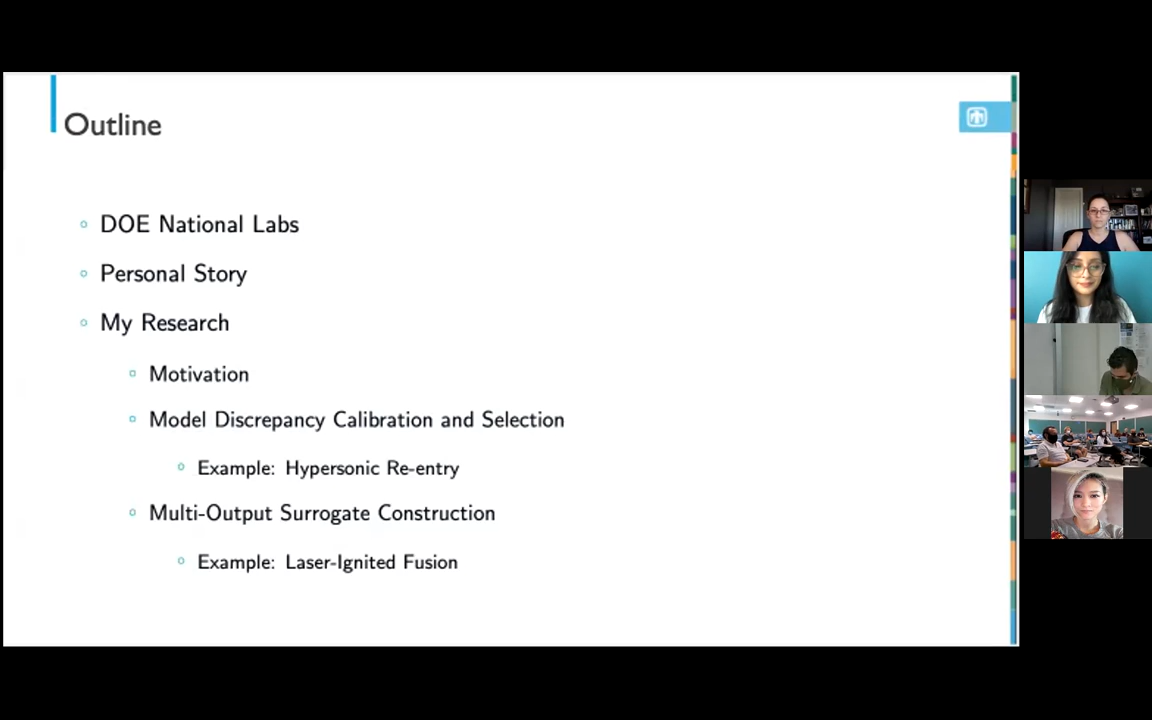 Outline
DOE National Labs
Personal Story
My Research
Motivation
Model Discrepancy Calibration and Selection
Example: Hypersonic Re-entry
Multi-Output Surrogate Construction
Example: Laser-Ignited Fusion